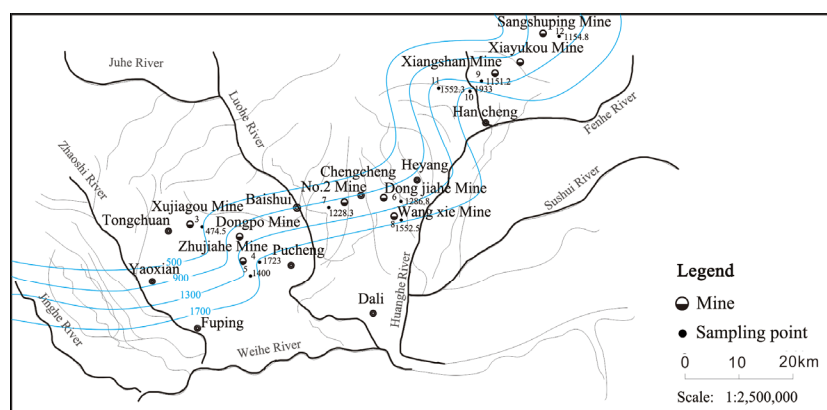 Sangshuping Mine
12
1154.8
Xiayukou Mine
Juhe River
Xiangshan Mine
9
11
1151.2
1552.3
1933
10
Luohe River
Hancheng
Fenhe River
Zhaoshi River
Chengcheng
Heyang
No.2 Mine
Dong jiahe Mine
Sushui River
Xujiagou Mine
Baishui
7
6
1286.8
3
1228.3
Tongchuan
474.5
Dongpo Mine
Wang xie Mine
8
1552.5
Zhujiahe Mine
Pucheng
4
1723
500
5
1400
900
Yaoxian
1300
1700
Jinghe River
Fuping
Dali
Huanghe River
Weihe River
Legend
Mine
Sampling point
0 10 20km
Scale: 1:2,500,000